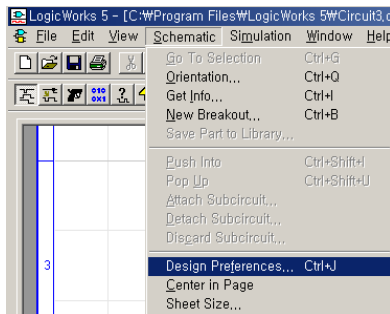 LogicWorks 5 - [C:₩Program Files₩LogicWorks 5₩Circuit3.c
File Edit View Schematic Simulation Window Help
Go To Selection Ctrl+G
Orientation... Ctrl+O
Get Info... Ctrl+I
New Breakout... Ctrl+B
Save Part to Library...
Push Into Ctrl+Shift+I
Pop Up Ctrl+Shift+U
Attach Subcircuit...
Detach Subcircuit...
Discard Subcircuit...
3
Design Preferences... Ctrl+J
Center in Page
Sheet Size...